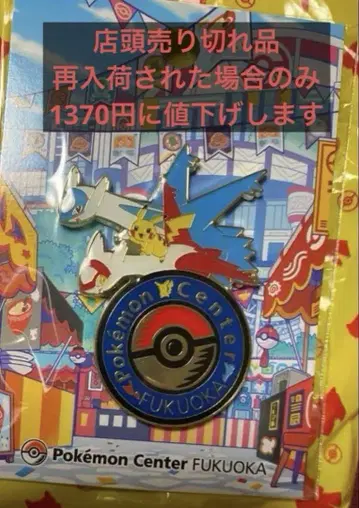 店頭売り切れ品
再入荷された場合のみ
1370円に値下げします
Pokémon Center
FUKUOKA
Pokémon Center FUKUOKA